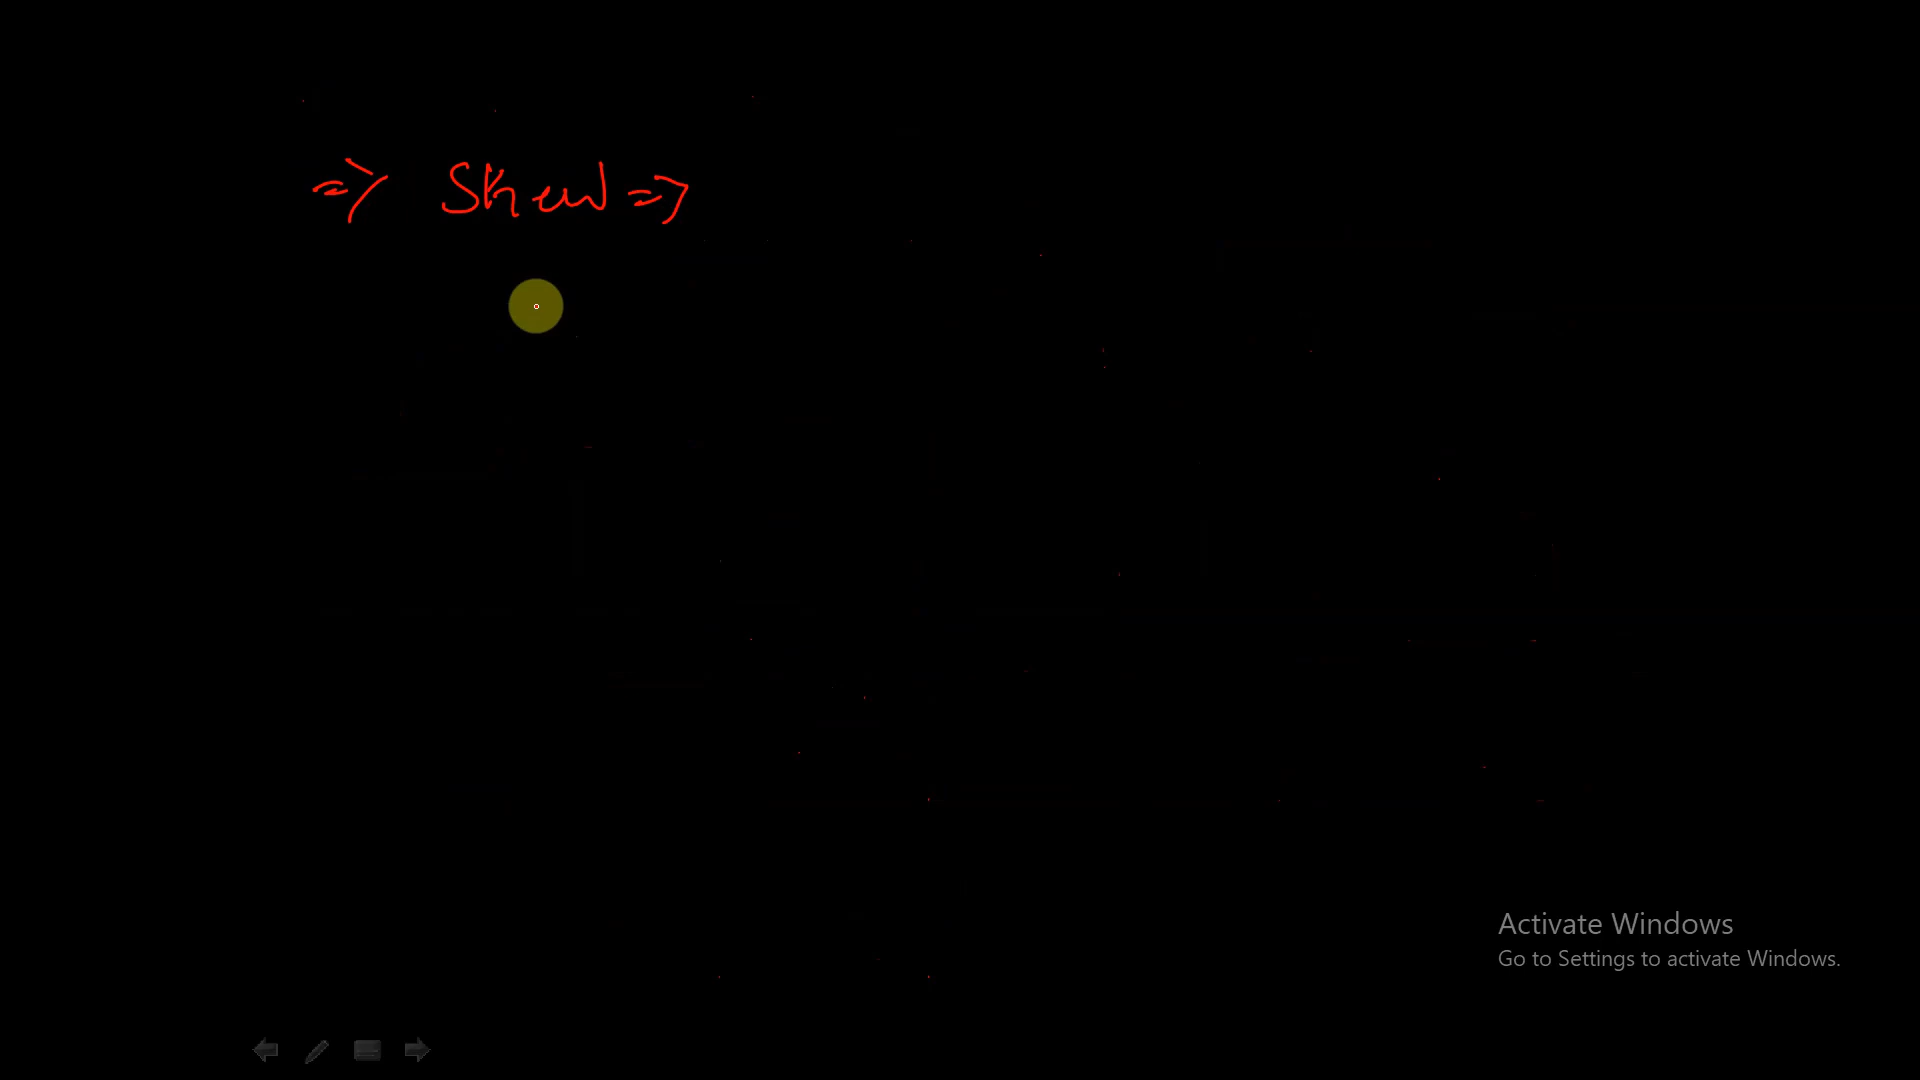 => Skew =>
Activate Windows
Go to Settings to activate Windows.